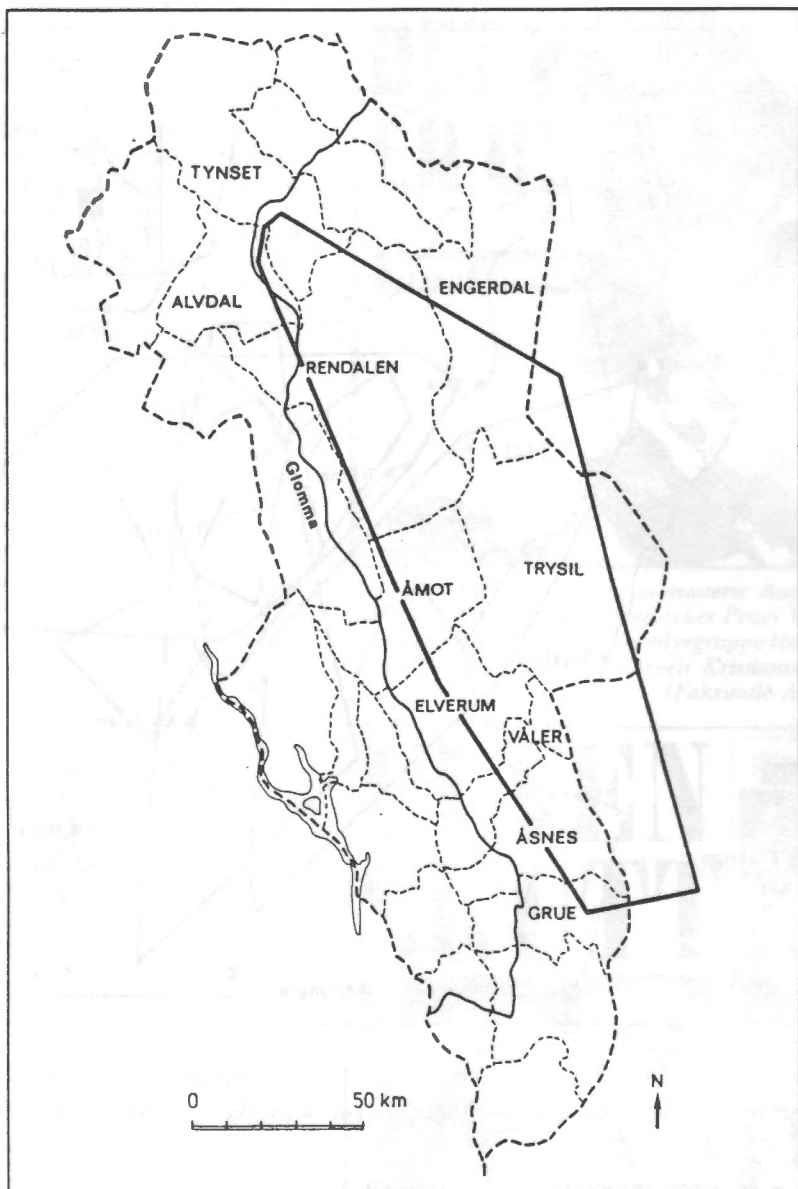 TYNSET
ENGERDAL
ALVDAL
RENDALEN
Glomma
TRYSIL
ÅMOT
ELVERUM
VÅLER
ÅSNES
GRUE
0 50 km
N